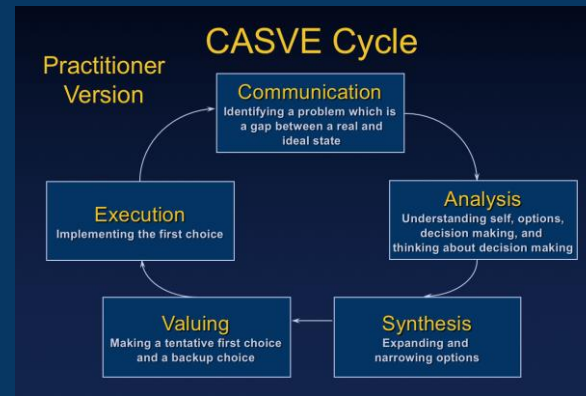 CASVE Cycle
Practitioner
Version
Communication
Identifying a problem which is
a gap between a real and
ideal state
Analysis
Understanding self, options,
decision making, and
thinking about decision making
Synthesis
Expanding and
narrowing options
Valuing
Making a tentative first choice
and a backup choice
Execution
Implementing the first choice